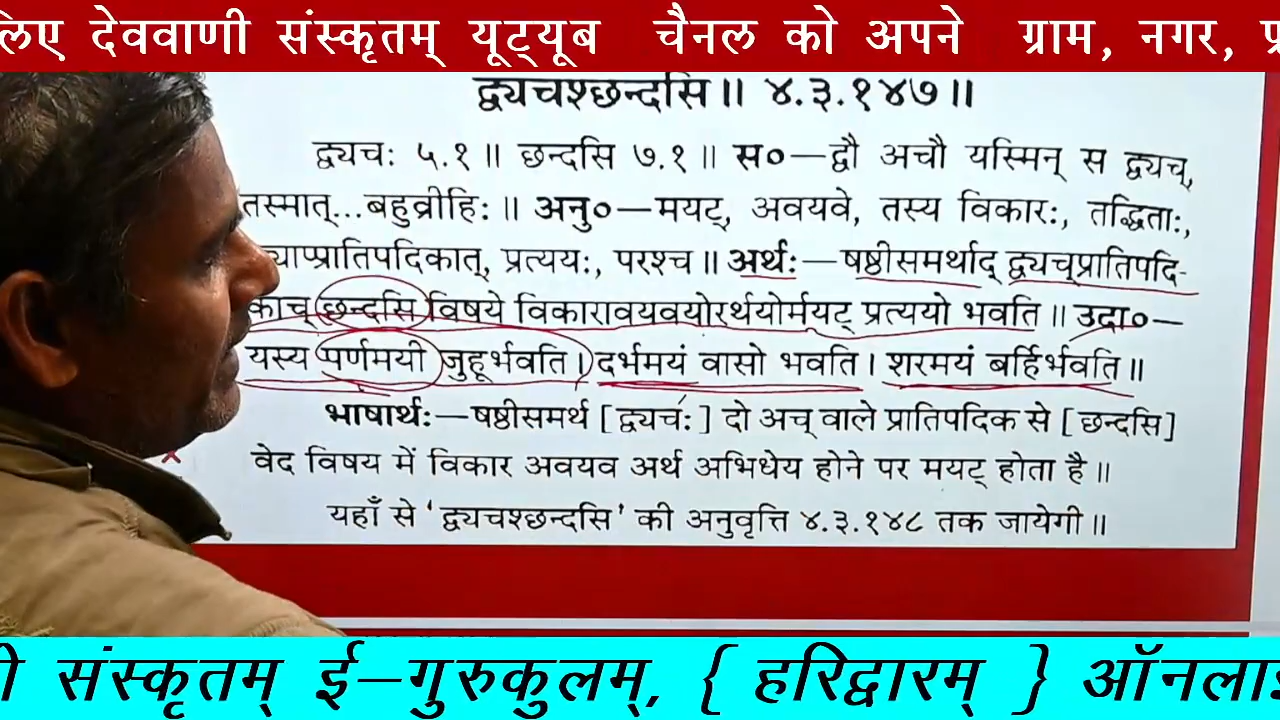 लिए देववाणी संस्कृतम् यूट्यूब चैनल को अपने ग्राम, नगर,
द्व्यचश्छन्दसि॥ ४.३.१४७॥
द्व्यचः ५.१॥ छन्दसि ७.१॥ स०—द्वौ अचौ यस्मिन् स द्व्यच्,
तस्मात्...बहुव्रीहिः॥ अनु०—मयट्, अवयवे, तस्य विकारः, तद्धिताः,
ङ्याप्प्रातिपदिकात्, प्रत्ययः, परश्च॥ अर्थः—षष्ठीसमर्थाद् द्व्यच्प्रातिपदि-
काच् छन्दसि विषये विकारावयवयोरर्थयोर्मयट् प्रत्ययो भवति॥ उदा०—
यस्य पर्णमयी जुहूर्भवति। दर्भमयं वासो भवति। शरमयं बर्हिर्भवति॥
भाषार्थः—षष्ठीसमर्थ [द्व्यचः] दो अच् वाले प्रातिपदिक से [छन्दसि]
वेद विषय में विकार अवयव अर्थ अभिधेय होने पर मयट् होता है॥
यहाँ से 'द्व्यचश्छन्दसि' की अनुवृत्ति ४.३.१४८ तक जायेगी॥
संस्कृतम् ई–गुरुकुलम्, { हरिद्वारम् }